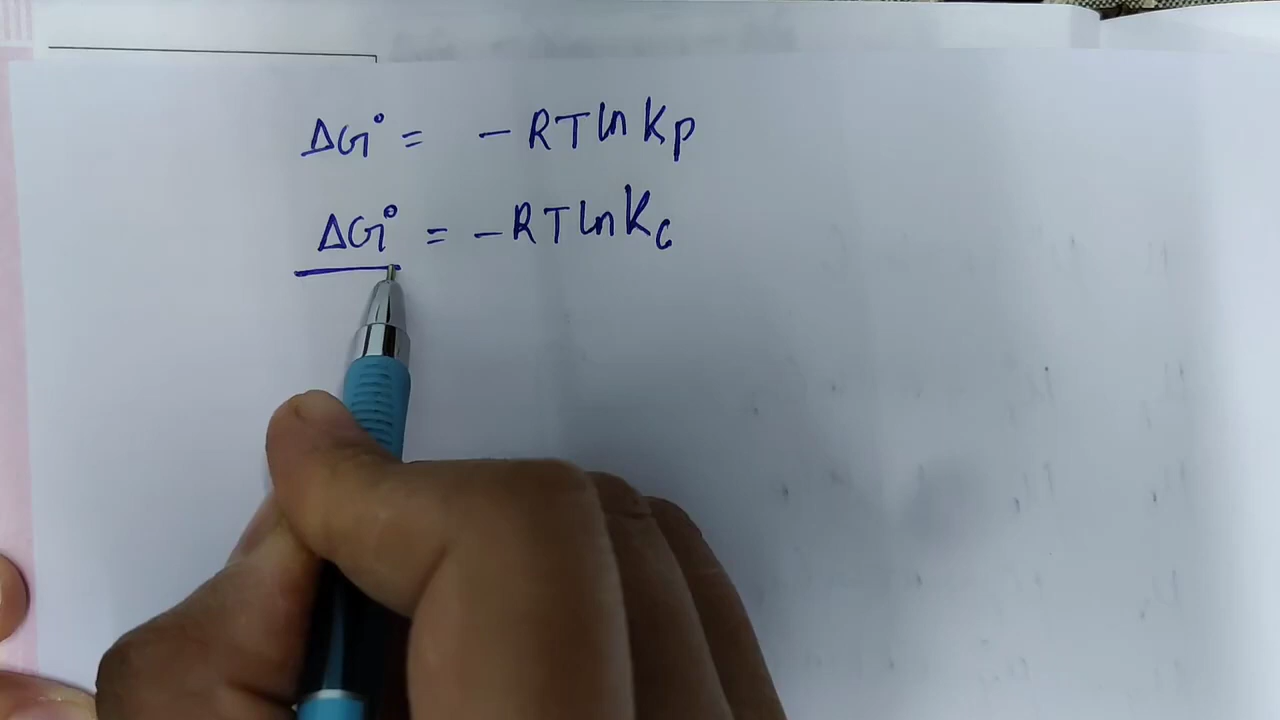 ΔG° = - RT ln Kp
ΔG° = - RT ln Kc